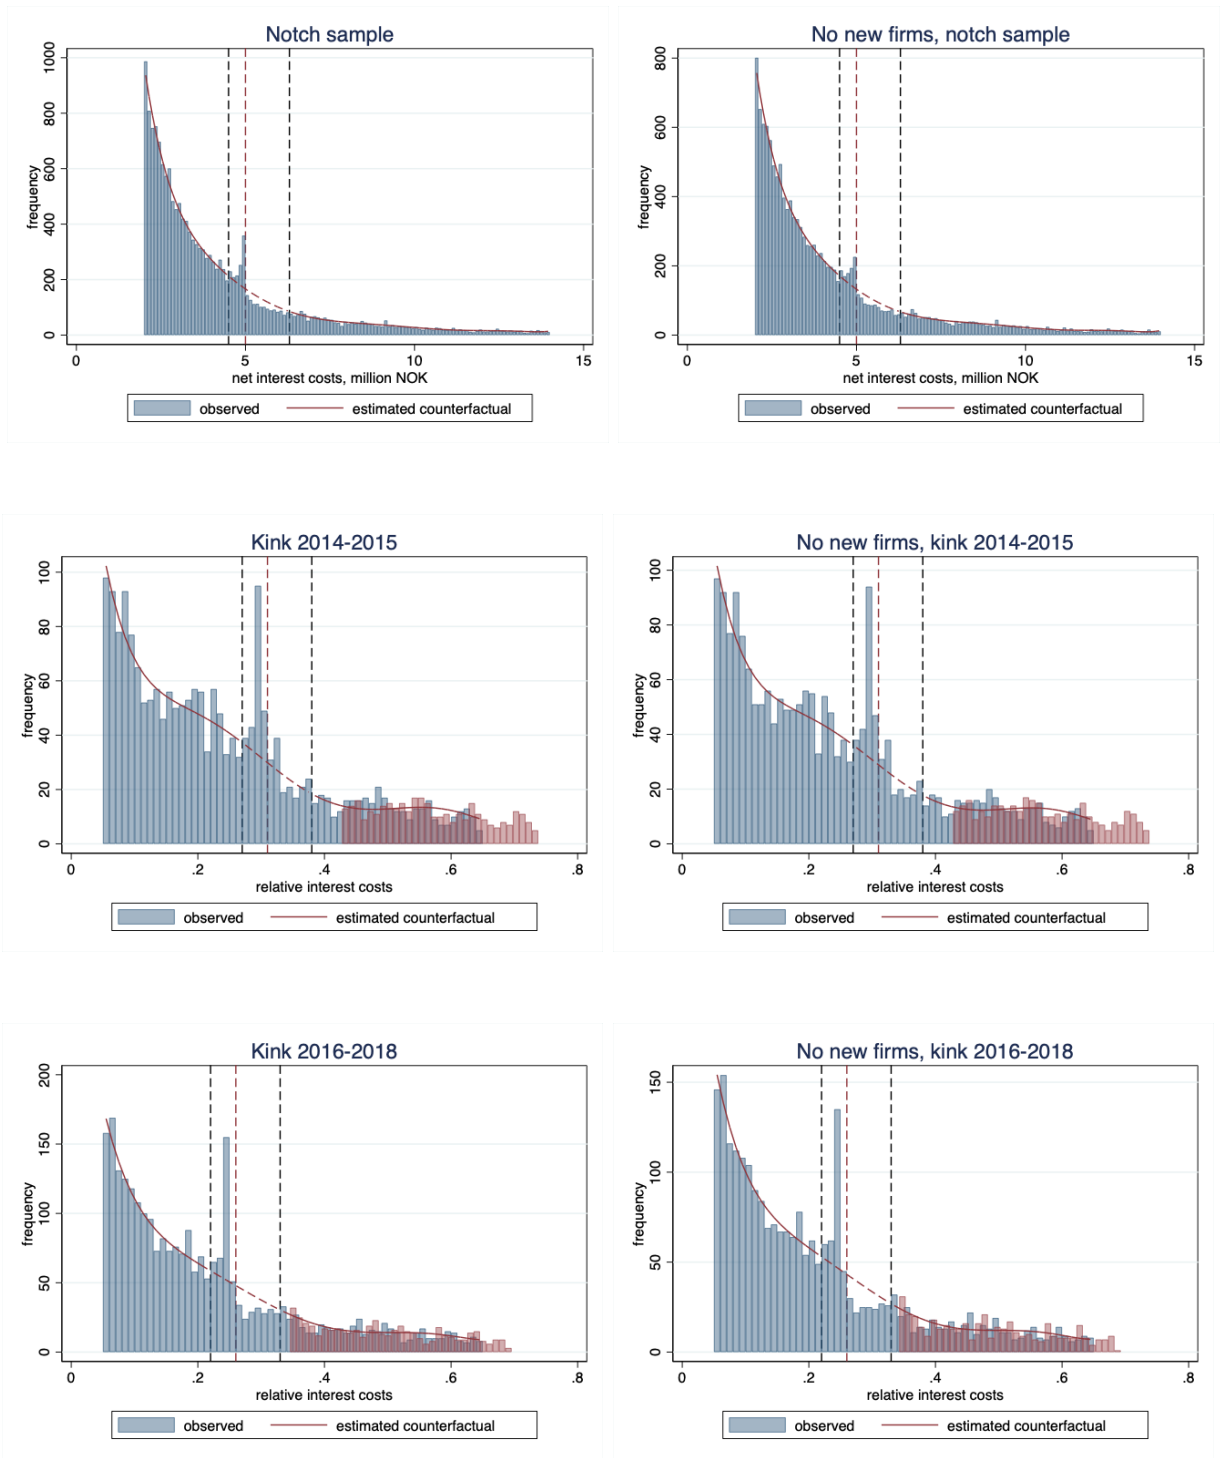 Notch sample
frequency
1000
800
600
400
200
0
0 5 10 15
net interest costs, million NOK
observed estimated counterfactual
No new firms, notch sample
frequency
800
600
400
200
0
0 5 10 15
net interest costs, million NOK
observed estimated counterfactual
Kink 2014-2015
frequency
100
80
60
40
20
0
0 .2 .4 .6 .8
relative interest costs
observed estimated counterfactual
No new firms, kink 2014-2015
frequency
100
80
60
40
20
0
0 .2 .4 .6 .8
relative interest costs
observed estimated counterfactual
Kink 2016-2018
frequency
200
150
100
50
0
0 .2 .4 .6 .8
relative interest costs
observed estimated counterfactual
No new firms, kink 2016-2018
frequency
150
100
50
0
0 .2 .4 .6 .8
relative interest costs
observed estimated counterfactual